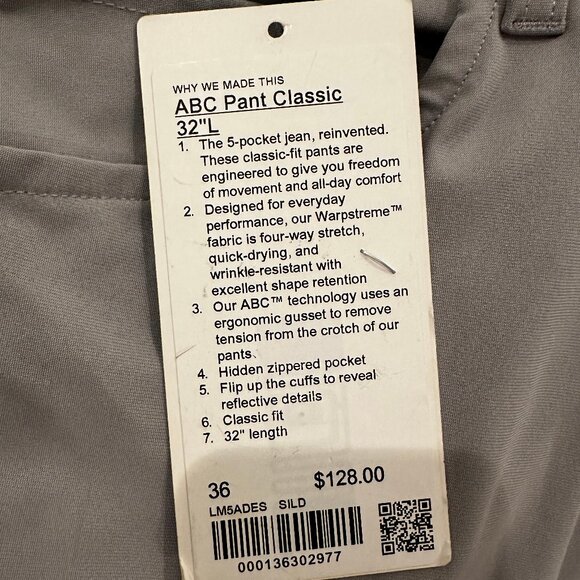 WHY WE MADE THIS
ABC Pant Classic
32"L
1. The 5-pocket jean, reinvented.
These classic-fit pants are
engineered to give you freedom
of movement and all-day comfort
2. Designed for everyday
performance, our Warpstreme™
fabric is four-way stretch,
quick-drying, and
wrinkle-resistant with
excellent shape retention
3. Our ABC™ technology uses an
ergonomic gusset to remove
tension from the crotch of our
pants.
4. Hidden zippered pocket
5. Flip up the cuffs to reveal
reflective details
6. Classic fit
7. 32" length
36 $128.00
LM5ADES SILD
000136302977